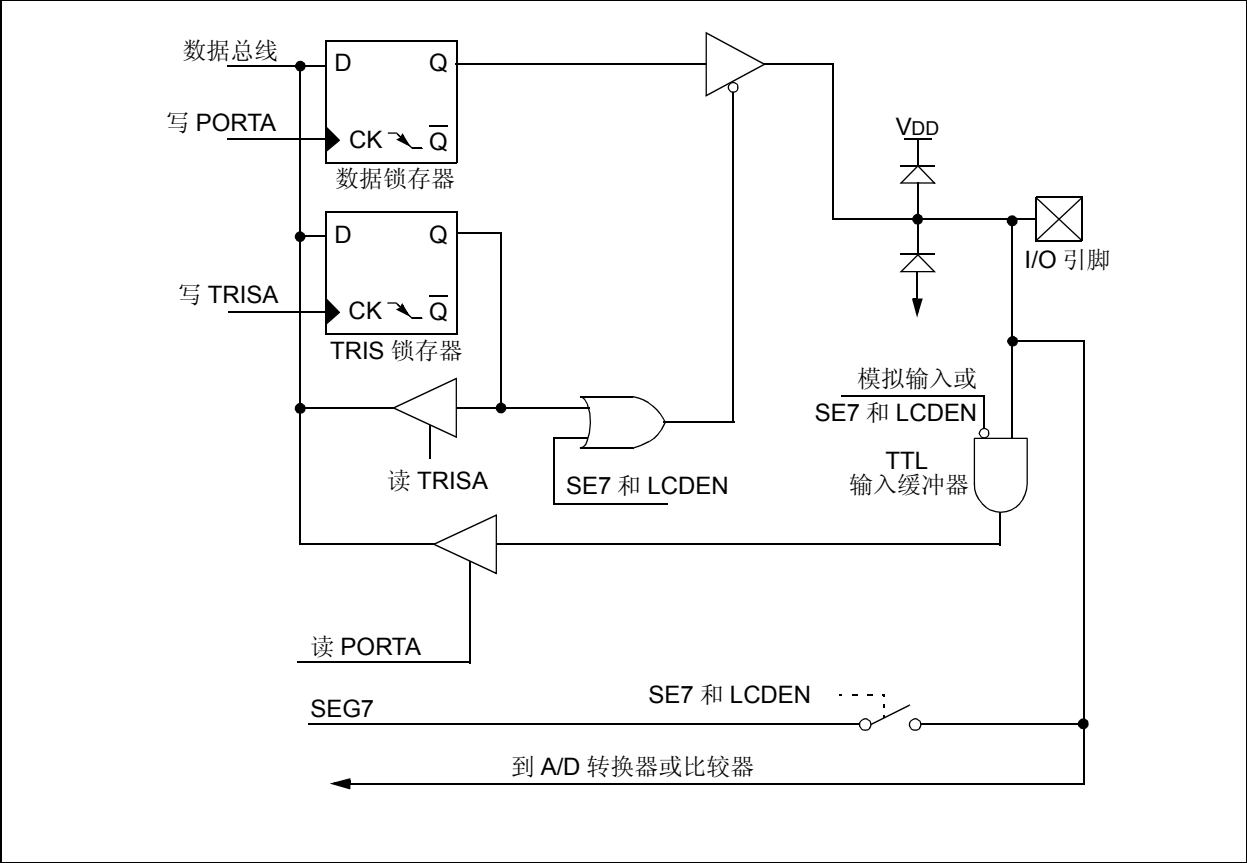 数据总线
D
Q
写 PORTA
CK
Q
数据锁存器
VDD
D
Q
I/O 引脚
写 TRISA
CK
Q
TRIS 锁存器
模拟输入或
SE7 和 LCDEN
TTL
输入缓冲器
读 TRISA
SE7 和 LCDEN
读 PORTA
SE7 和 LCDEN
SEG7
到 A/D 转换器或比较器